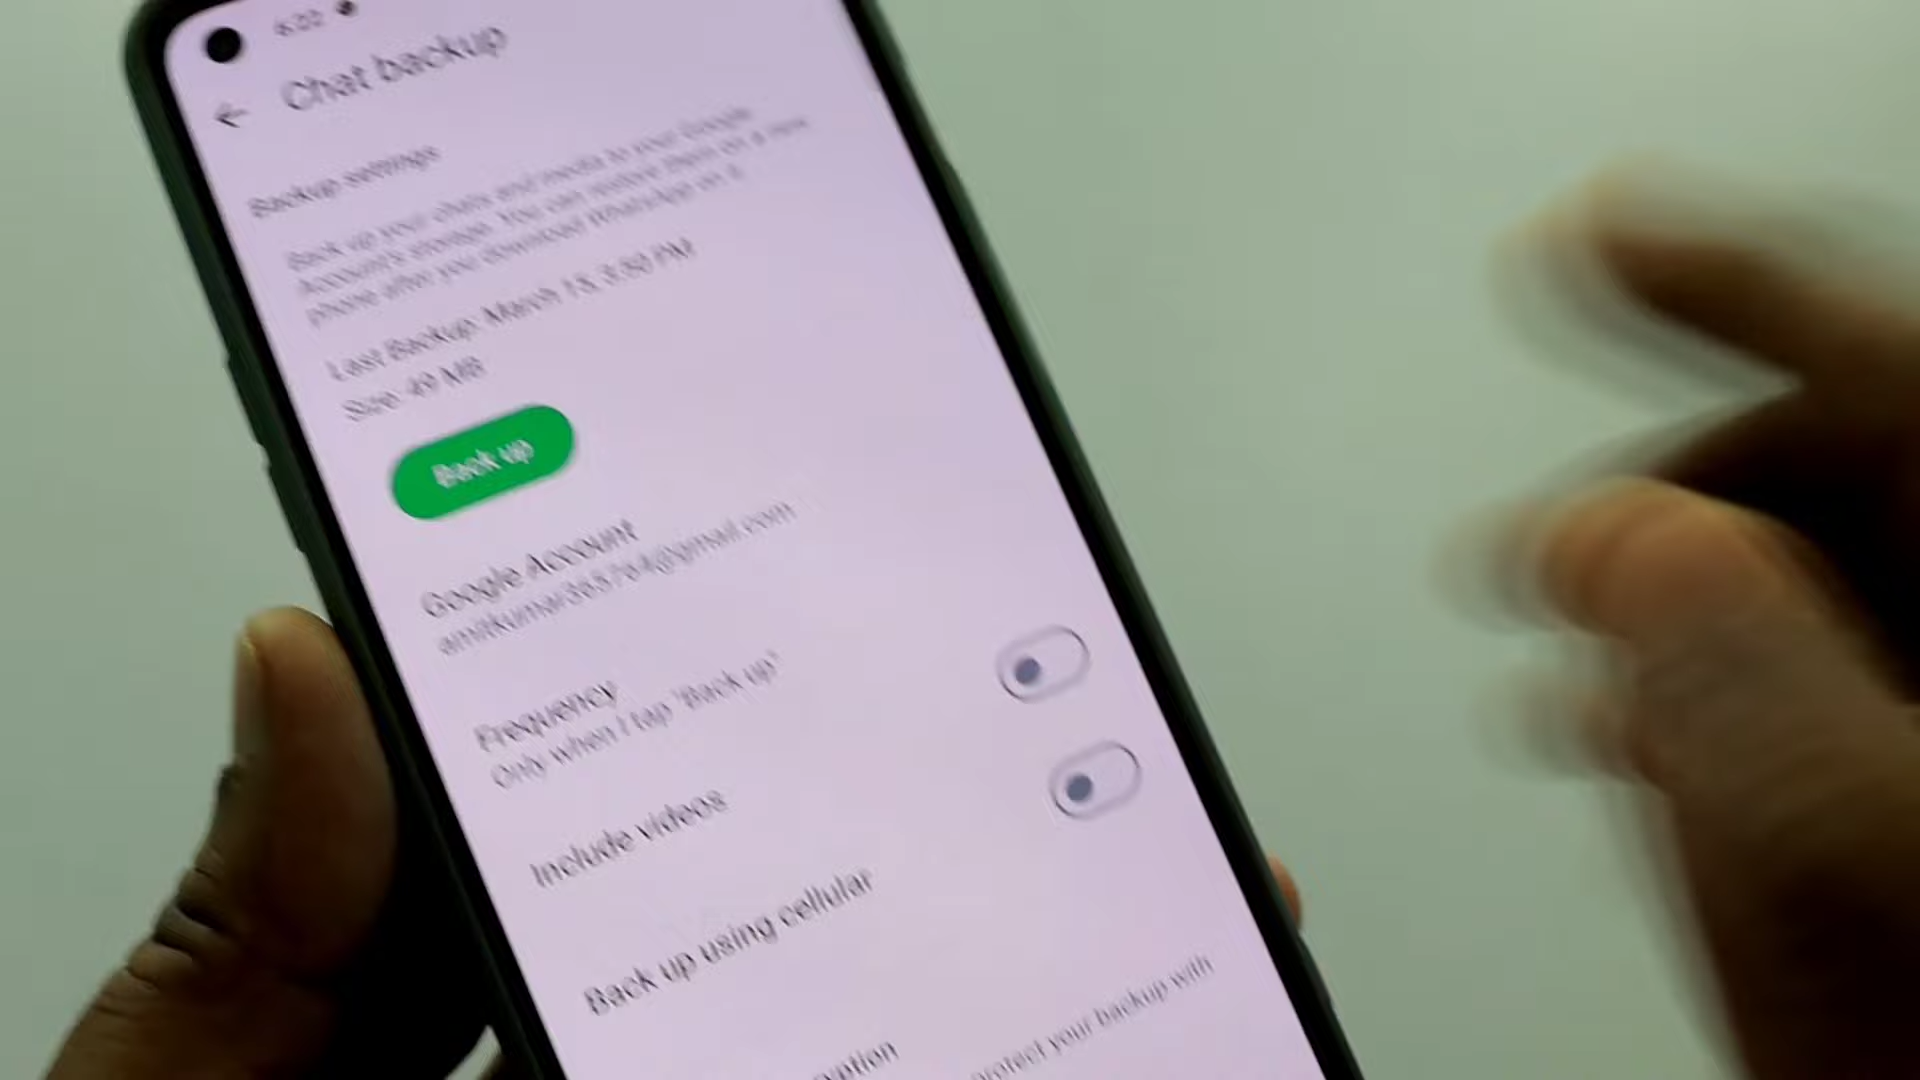 Chat backup
Backup settings
Back up your chats and media to your Google
Account's storage. You can restore them on a new
phone after you download WhatsApp on it.
Last Backup: March 15, 3:50 PM
Size: 49 MB
Back up
Google Account
Frequency
Only when I tap "Back up"
Include videos
Back up using cellular
protect your backup with